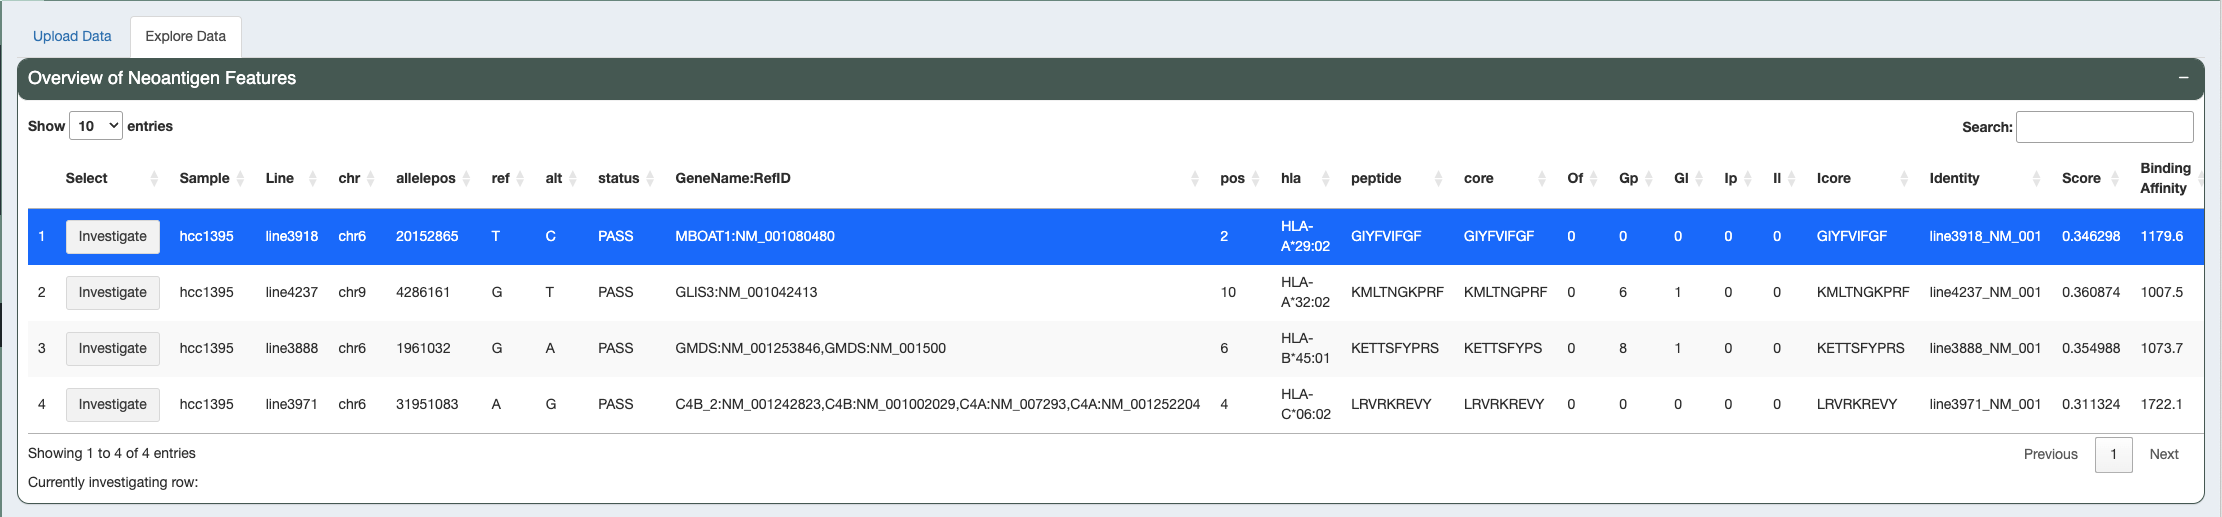 Upload Data Explore Data
Overview of Neoantigen Features −
Show 10 entries Search:
Select Sample Line chr allelepos ref alt status GeneName:RefID pos hla peptide core Of Gp Gl Ip Il Icore Identity Score Binding Affinity
1 Investigate hcc1395 line3918 chr6 20152865 T C PASS MBOAT1:NM_001080480 2 HLA-A*29:02 GIYFVIFGF GIYFVIFGF 0 0 0 0 0 GIYFVIFGF line3918_NM_001 0.346298 1179.6
2 Investigate hcc1395 line4237 chr9 4286161 G T PASS GLIS3:NM_001042413 10 HLA-A*32:02 KMLTNGKPRF KMLTNGPRF 0 6 1 0 0 KMLTNGKPRF line4237_NM_001 0.360874 1007.5
3 Investigate hcc1395 line3888 chr6 1961032 G A PASS GMDS:NM_001253846,GMDS:NM_001500 6 HLA-B*45:01 KETTSFYPRS KETTSFYPS 0 8 1 0 0 KETTSFYPRS line3888_NM_001 0.354988 1073.7
4 Investigate hcc1395 line3971 chr6 31951083 A G PASS C4B_2:NM_001242823,C4B:NM_001002029,C4A:NM_007293,C4A:NM_001252204 4 HLA-C*06:02 LRVRKREVY LRVRKREVY 0 0 0 0 0 LRVRKREVY line3971_NM_001 0.311324 1722.1
Showing 1 to 4 of 4 entries Previous 1 Next
Currently investigating row: